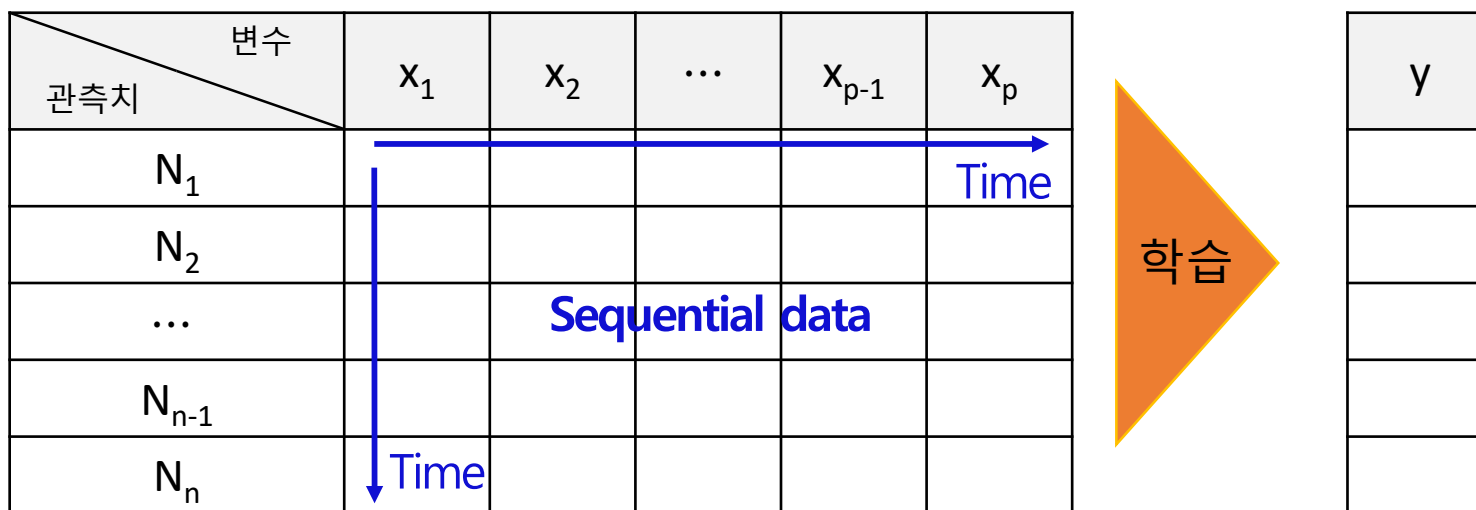 변수
관측치
x1 x2 ... xp-1 xp
y
N1
Time
N2
학습
...
Sequential data
Nn-1
Nn
Time